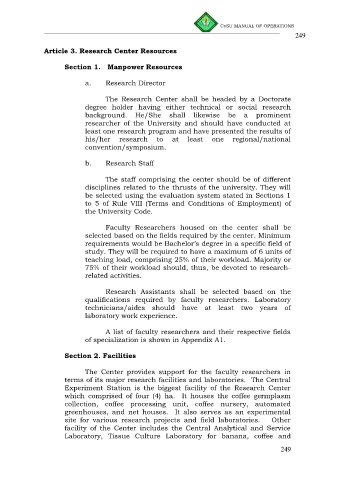 CvSU MANUAL OF OPERATIONS
249
Article 3. Research Center Resources
Section 1. Manpower Resources
a. Research Director
The Research Center shall be headed by a Doctorate
degree holder having either technical or social research
background. He/She shall likewise be a prominent
researcher of the University and should have conducted at
least one research program and have presented the results of
his/her research to at least one regional/national
convention/symposium.
b. Research Staff
The staff comprising the center should be of different
disciplines related to the thrusts of the university. They will
be selected using the evaluation system stated in Sections 1
to 5 of Rule VIII (Terms and Conditions of Employment) of
the University Code.
Faculty Researchers housed on the center shall be
selected based on the fields required by the center. Minimum
requirements would be Bachelor's degree in a specific field of
study. They will be required to have a maximum of 6 units of
teaching load, comprising 25% of their workload. Majority or
75% of their workload should, thus, be devoted to research-
related activities.
Research Assistants shall be selected based on the
qualifications required by faculty researchers. Laboratory
technicians/aides should have at least two years of
laboratory work experience.
A list of faculty researchers and their respective fields
of specialization is shown in Appendix A1.
Section 2. Facilities
The Center provides support for the faculty researchers in
terms of its major research facilities and laboratories. The Central
Experiment Station is the biggest facility of the Research Center
which comprised of four (4) ha. It houses the coffee germplasm
collection, coffee processing unit, coffee nursery, automated
greenhouses, and net houses. It also serves as an experimental
site for various research projects and field laboratories. Other
facility of the Center includes the Central Analytical and Service
Laboratory, Tissue Culture Laboratory for banana, coffee and
249